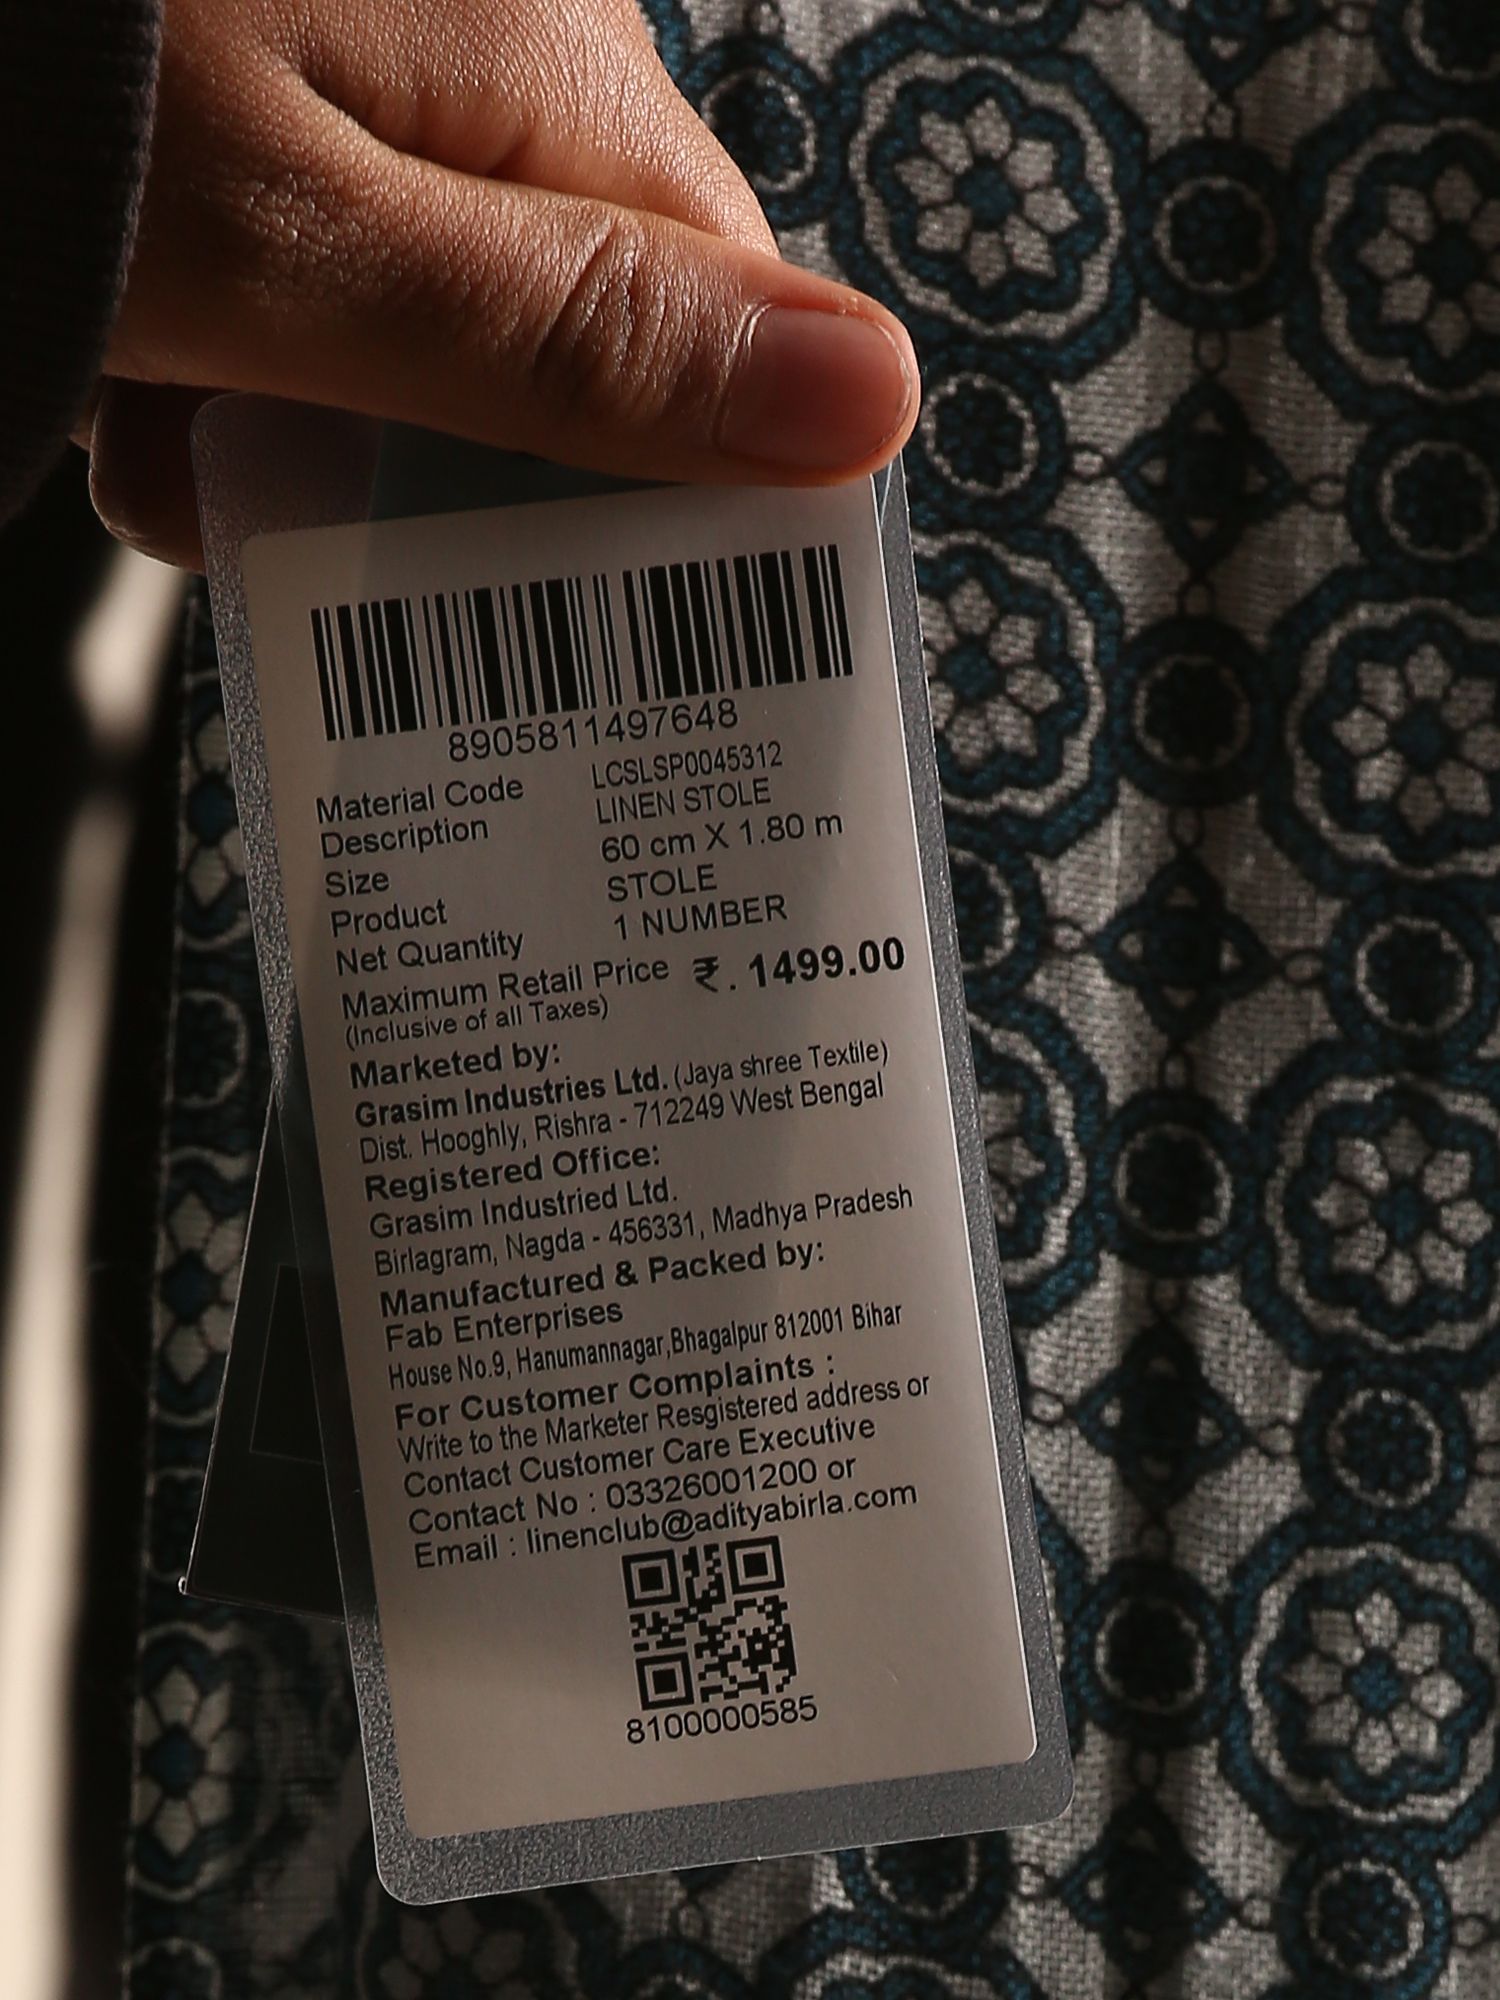 8905811497648
Material Code LCSLSP0045312
Description LINEN STOLE
Size 60 cm X 1.80 m
Product STOLE
Net Quantity 1 NUMBER
Maximum Retail Price ₹. 1499.00
(Inclusive of all Taxes)
Marketed by:
Grasim Industries Ltd. (Jaya shree Textile)
Dist. Hooghly, Rishra - 712249 West Bengal
Registered Office:
Grasim Industried Ltd.
Birlagram, Nagda - 456331, Madhya Pradesh
Manufactured & Packed by:
Fab Enterprises
House No.9, Hanumannagar,Bhagalpur 812001 Bihar
For Customer Complaints :
Write to the Marketer Resgistered address or
Contact Customer Care Executive
Contact No : 03326001200 or
Email : linenclub@adityabirla.com
8100000585